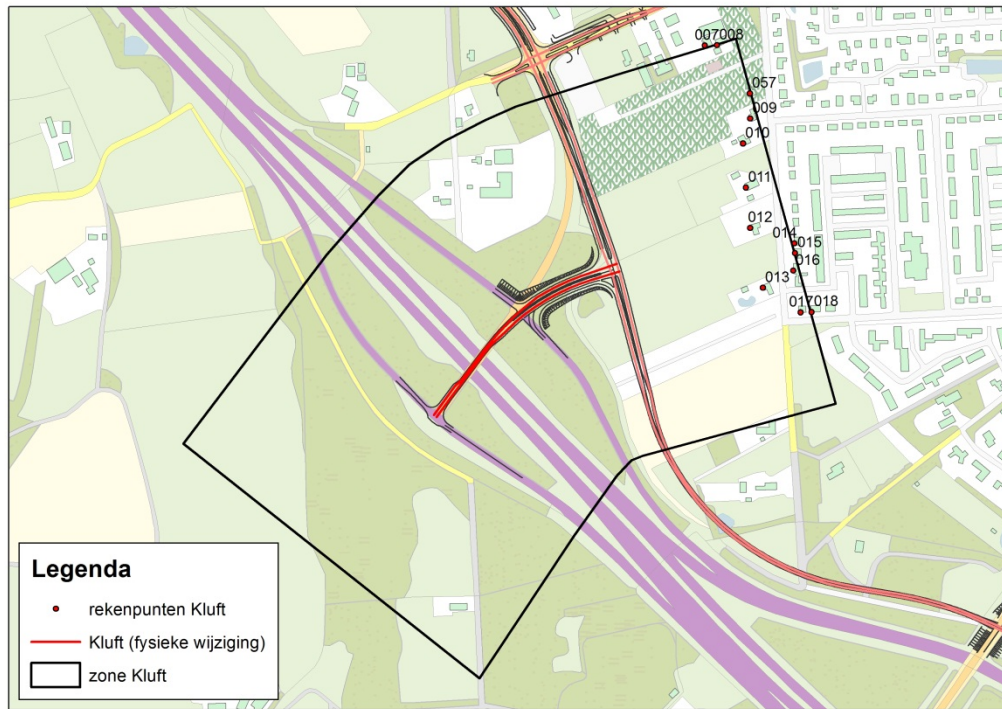 007008
057
009
010
011
012
014
015
016
013
017018
Legenda
rekenpunten Kluft
Kluft (fysieke wijziging)
zone Kluft